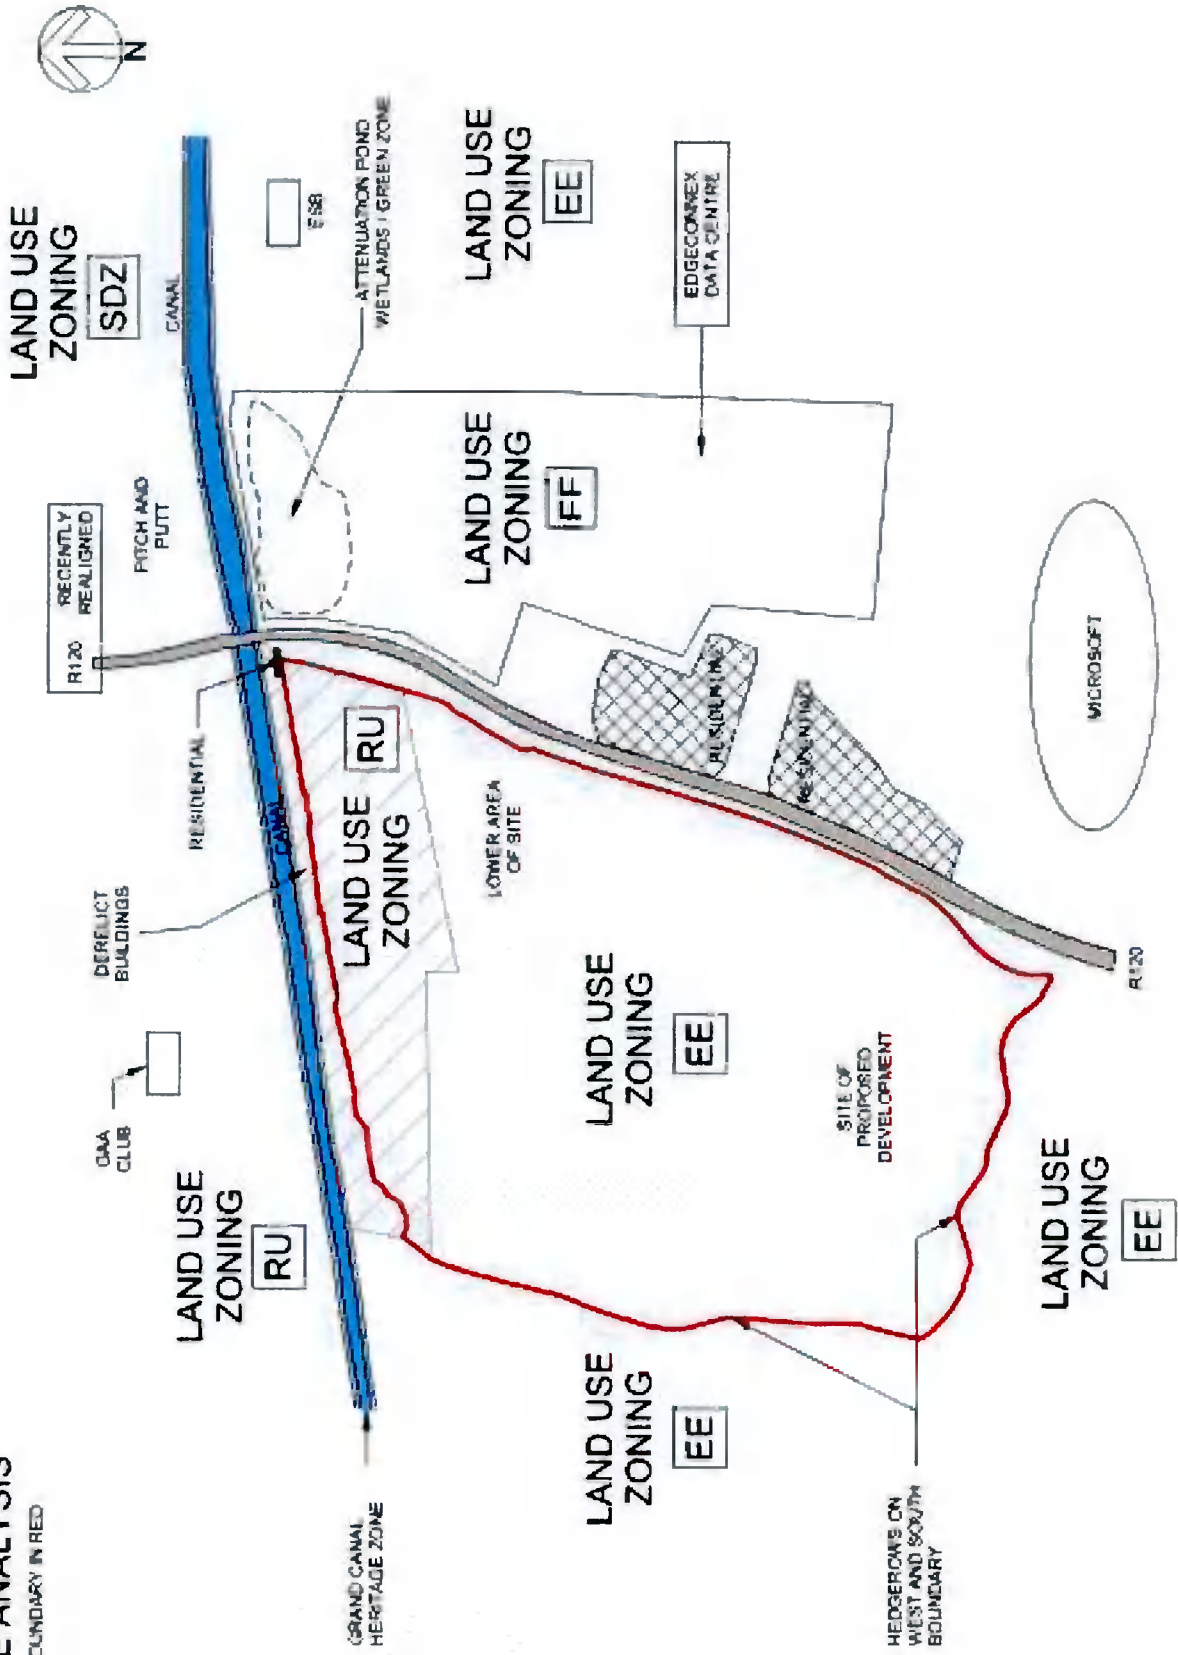 E ANALYSIS
OUNDARY IN RED
LAND USE
ZONING
SDZ
CANAL
N
R120
RECENTLY
REALIGNED
PITCH AND
PUTT
ESB
ATTENUATION POND
WETLANDS / GREEN ZONE
LAND USE
ZONING
EE
EDGECONNEX
DATA CENTRE
LAND USE
ZONING
FF
RESIDENTIAL
DERELICT
BUILDINGS
CANAL
LAND USE
ZONING
RU
LOWER AREA
OF SITE
RESIDENTIAL
RESIDENTIAL
MICROSOFT
GAA
CLUB
LAND USE
ZONING
RU
LAND USE
ZONING
EE
SITE OF
PROPOSED
DEVELOPMENT
R120
GRAND CANAL
HERITAGE ZONE
LAND USE
ZONING
EE
LAND USE
ZONING
EE
HEDGEROWS ON
WEST AND SOUTH
BOUNDARY